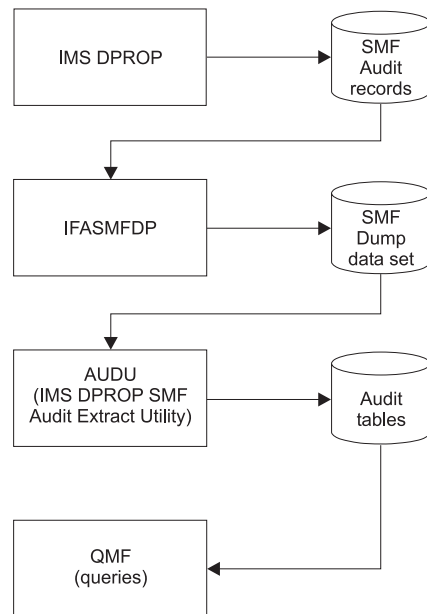 IMS DPROP
SMF
Audit
records
IFASMFDP
SMF
Dump
data set
AUDU
(IMS DPROP SMF
Audit Extract Utility)
Audit
tables
QMF
(queries)